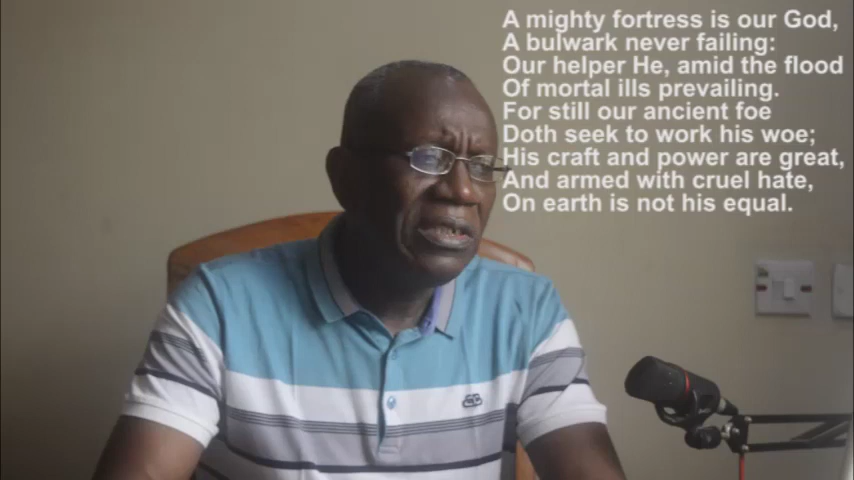 A mighty fortress is our God,
A bulwark never failing:
Our helper He, amid the flood
Of mortal ills prevailing.
For still our ancient foe
Doth seek to work his woe;
His craft and power are great,
And armed with cruel hate,
On earth is not his equal.